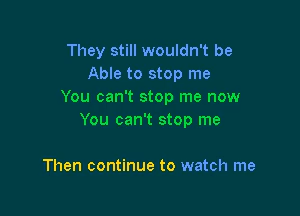 They still wouldn't be
Able to stop me
You can't stop me now
You can't stop me
Then continue to watch me